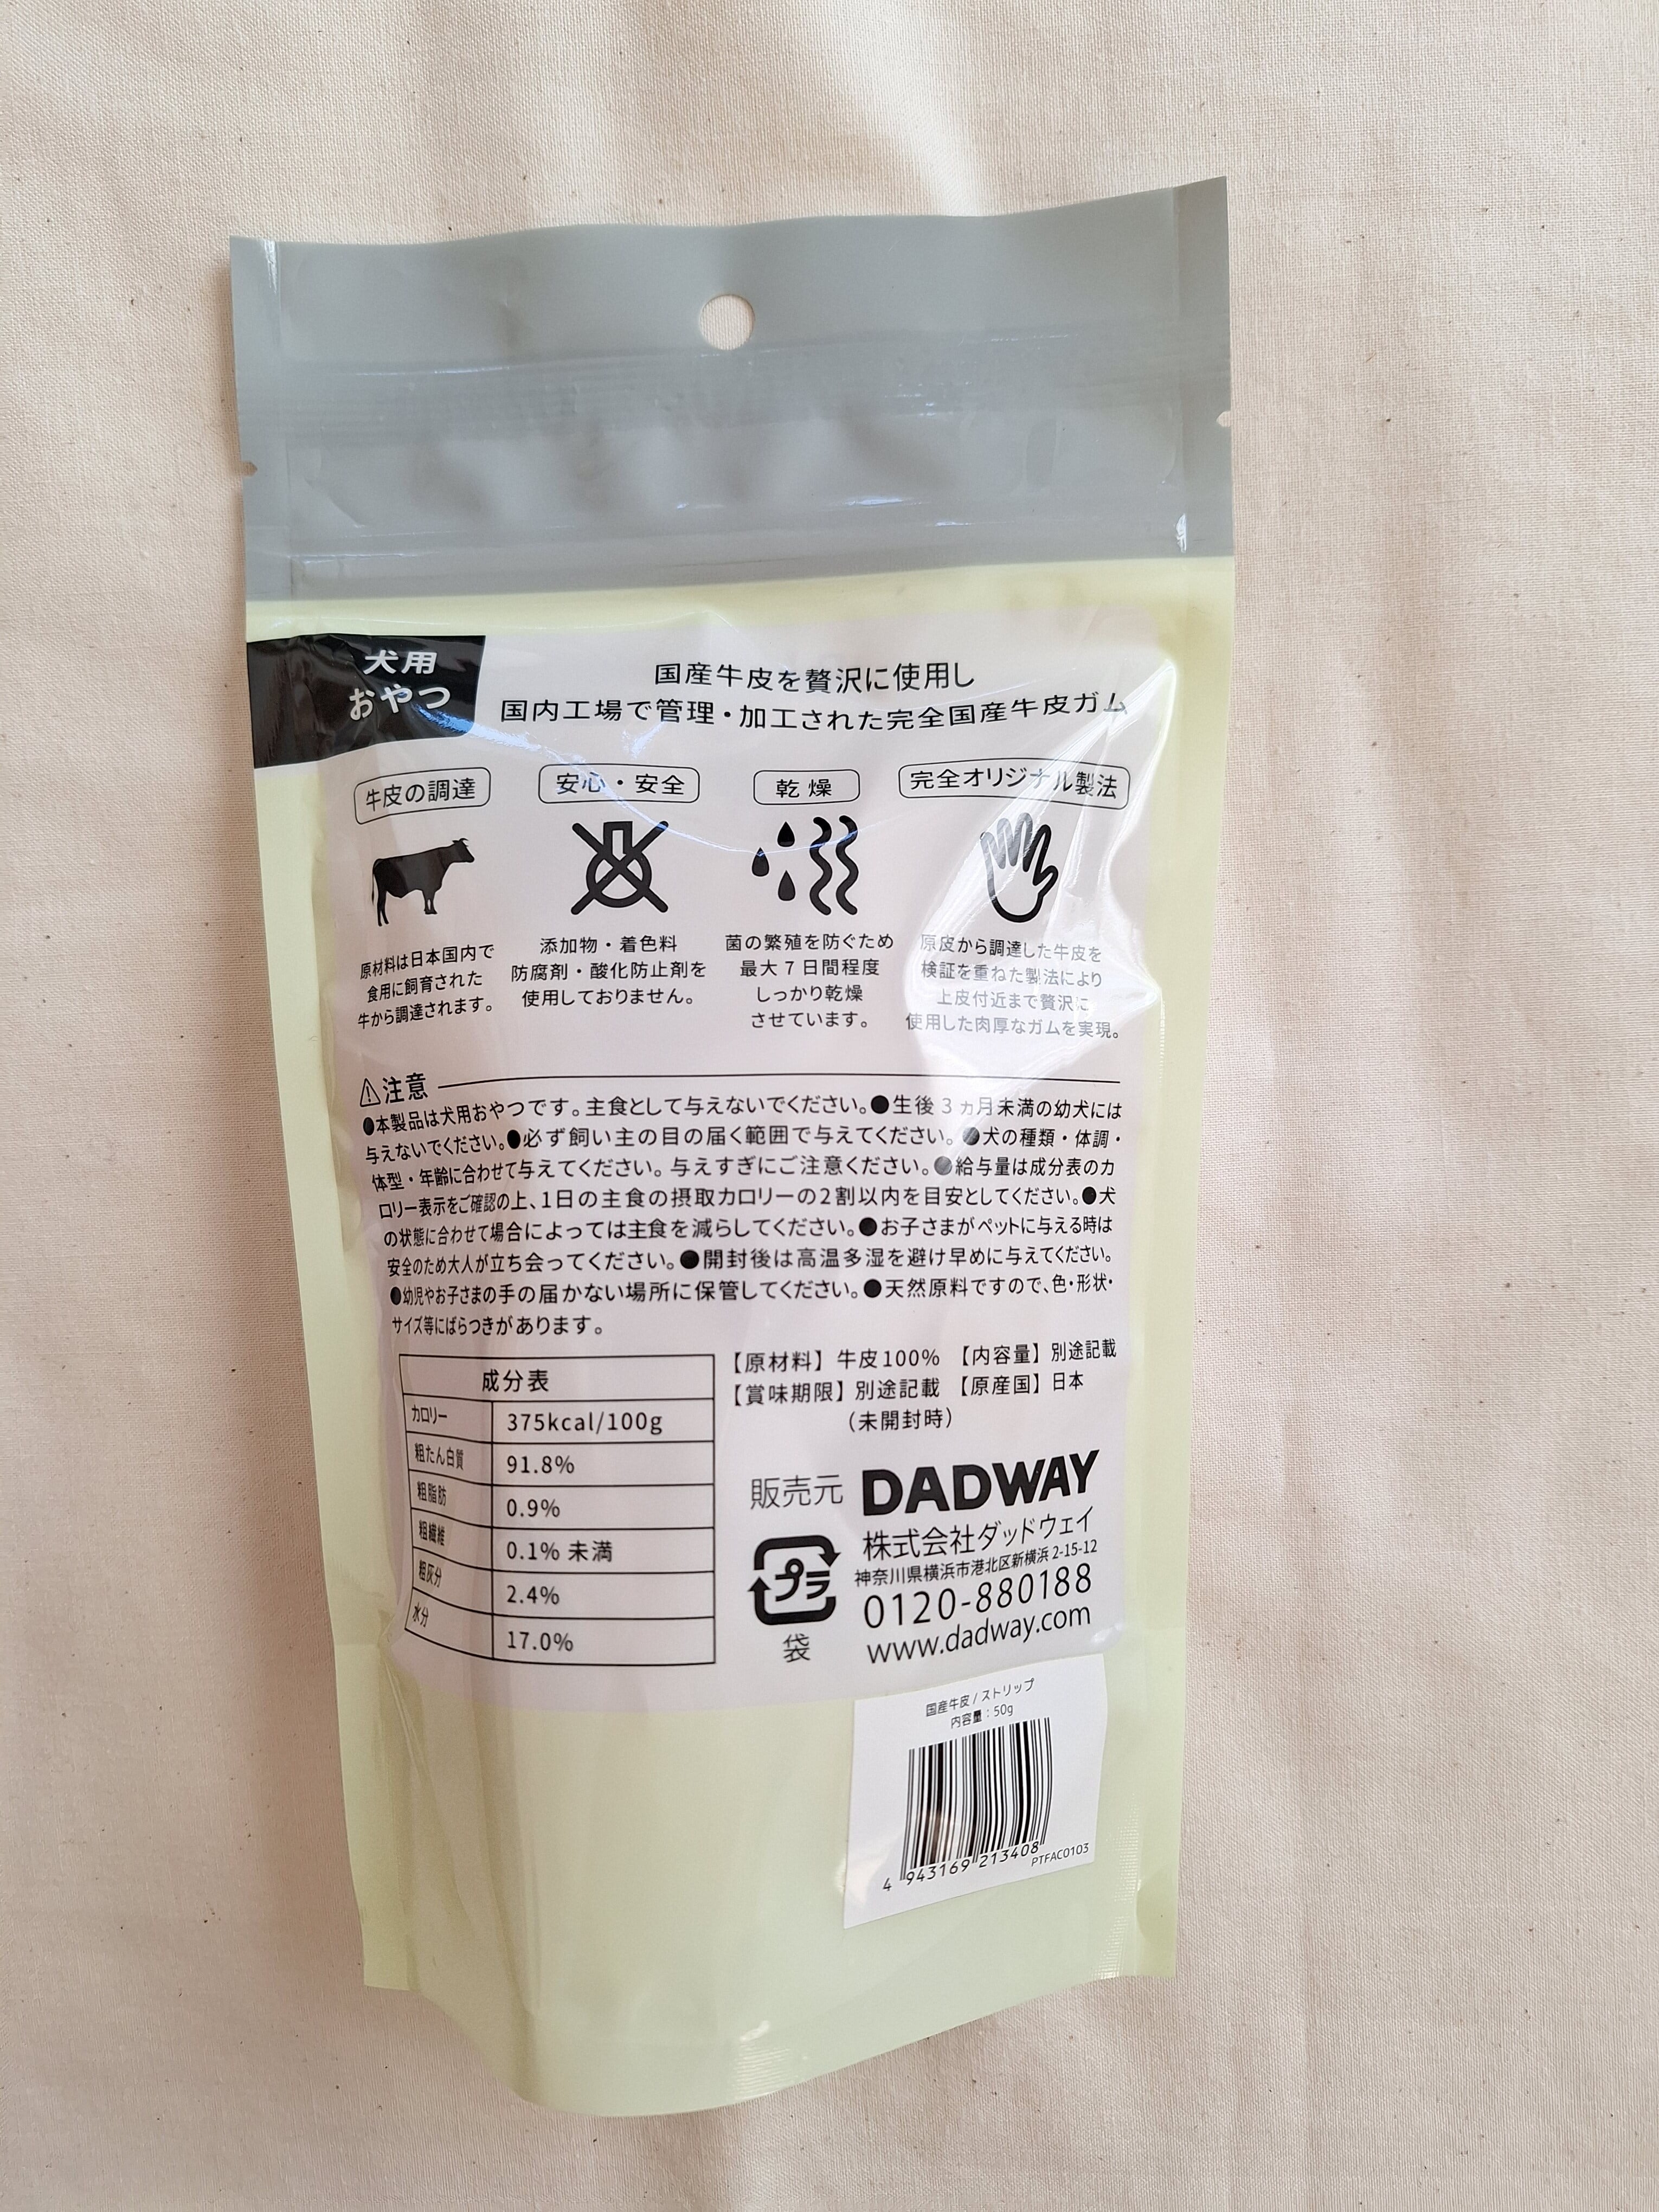 犬用
おやつ
国産牛皮を贅沢に使用し
国内工場で管理・加工された完全国産牛皮ガム
牛皮の調達
原材料は日本国内で
食用に飼育された
牛から調達されます。
安心・安全
添加物・着色料
防腐剤・酸化防止剤を
使用しておりません。
乾燥
菌の繁殖を防ぐため
最大7日間程度
しっかり乾燥
させています。
完全オリジナル製法
原皮から調達した牛皮を
検証を重ねた製法により
上皮付近まで贅沢に
使用した肉厚なガムを実現。
⚠注意
●本製品は犬用おやつです。主食として与えないでください。●生後3ヵ月未満の幼犬には
与えないでください。●必ず飼い主の目の届く範囲で与えてください。●犬の種類・体調・
体型・年齢に合わせて与えてください。与えすぎにご注意ください。●給与量は成分表のカ
ロリー表示をご確認の上、1日の主食の摂取カロリーの2割以内を目安としてください。●犬
の状態に合わせて場合によっては主食を減らしてください。●お子さまがペットに与える時は
安全のため大人が立ち会ってください。●開封後は高温多湿を避け早めに与えてください。
●幼児やお子さまの手の届かない場所に保管してください。●天然原料ですので、色・形状・
サイズ等にばらつきがあります。
成分表
カロリー 375kcal/100g
粗たん白質 91.8%
粗脂肪 0.9%
粗繊維 0.1% 未満
粗灰分 2.4%
水分 17.0%
【原材料】牛皮100% 【内容量】別途記載
【賞味期限】別途記載 【原産国】日本
(未開封時)
販売元 DADWAY
株式会社ダッドウェイ
神奈川県横浜市港北区新横浜 2-15-12
0120-880188
www.dadway.com
プラ
袋
国産牛皮 / ストリップ
内容量：50g
4 943169 213408
PTFAC0103